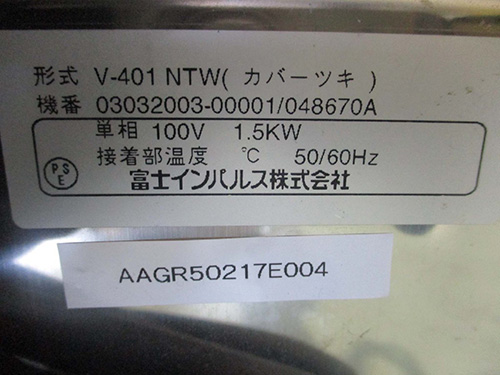 形式 V-401 NTW( カバーツキ )
機番 03032003-00001/048670A
単相 100V 1.5KW
接着部温度 ℃ 50/60Hz
PSE 富士インパルス株式会社
AAGR50217E004